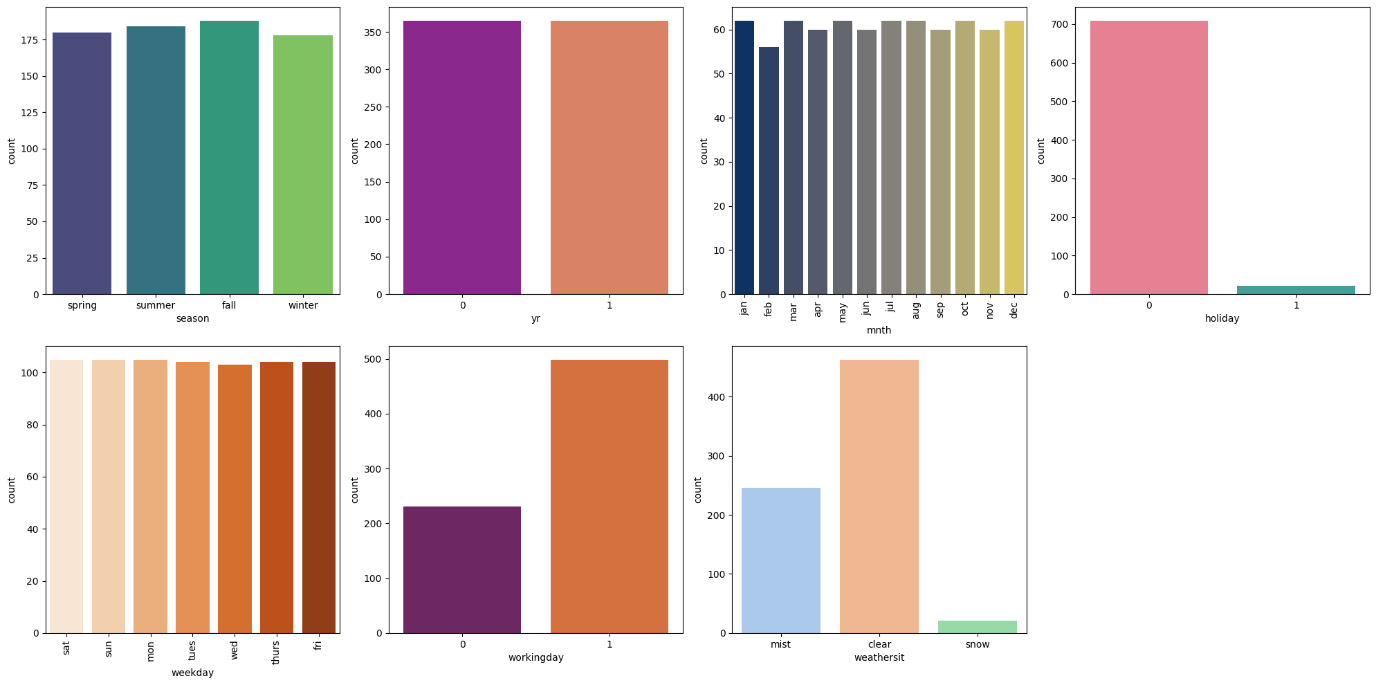 count
175
150
125
100
75
50
25
0
spring summer fall winter
season
count
350
300
250
200
150
100
50
0
0 1
yr
count
60
50
40
30
20
10
0
jan feb mar apr may jun jul aug sep oct nov dec
mnth
count
700
600
500
400
300
200
100
0
0 1
holiday
count
100
80
60
40
20
0
sat sun mon tues wed thurs fri
weekday
count
500
400
300
200
100
0
0 1
workingday
count
400
300
200
100
0
mist clear snow
weathersit